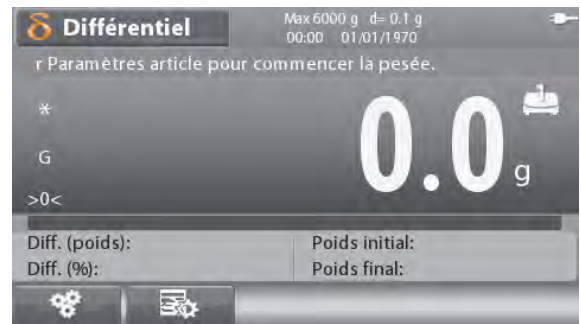 δ Différentiel
Max 6000 g d= 0.1 g
00:00 01/01/1970
r Paramètres article pour commencer la pesée.
*
G
>0<
0.0 g
1
Diff. (poids):
Poids initial:
Diff. (%):
Poids final: